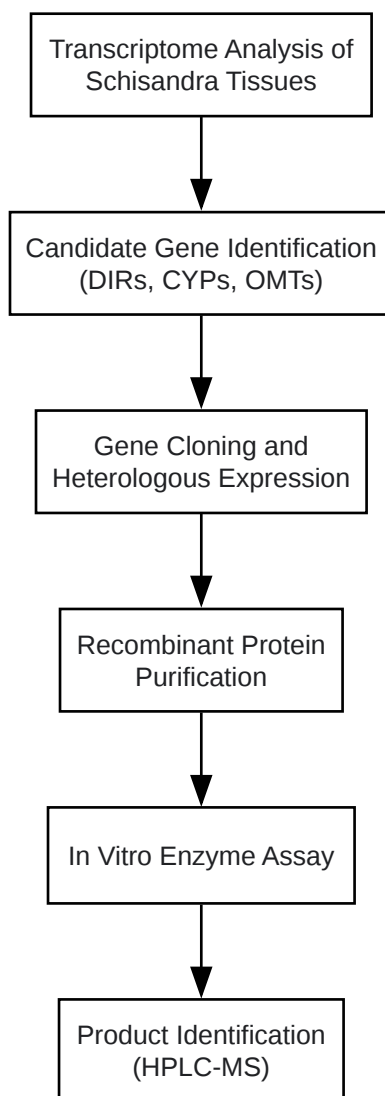 Transcriptome Analysis of
Schisandra Tissues
Candidate Gene Identification
(DIRs, CYPs, OMTs)
Gene Cloning and
Heterologous Expression
Recombinant Protein
Purification
In Vitro Enzyme Assay
Product Identification
(HPLC-MS)